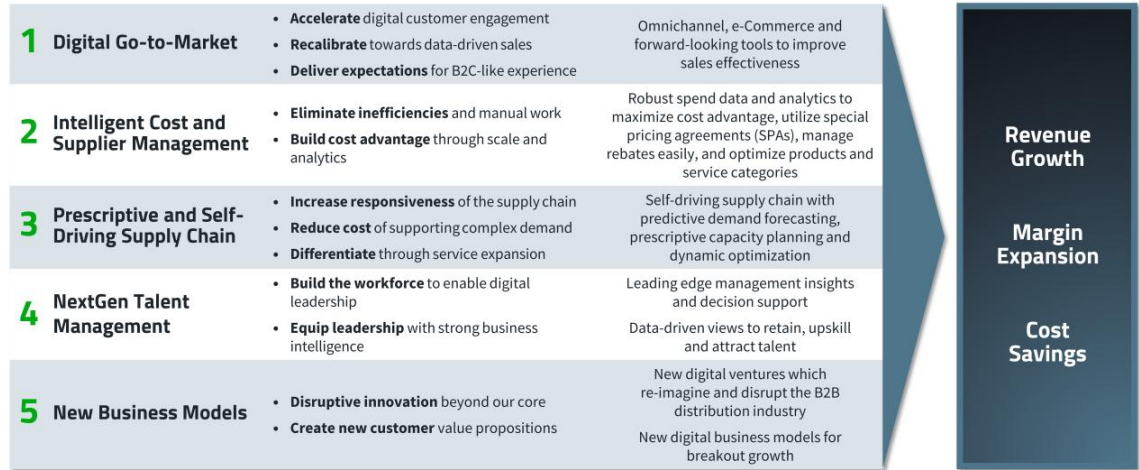 1 Digital Go-to-Market
• Accelerate digital customer engagement
• Recalibrate towards data-driven sales
• Deliver expectations for B2C-like experience
Omnichannel, e-Commerce and
forward-looking tools to improve
sales effectiveness
2 Intelligent Cost and
Supplier Management
• Eliminate inefficiencies and manual work
• Build cost advantage through scale and
analytics
Robust spend data and analytics to
maximize cost advantage, utilize special
pricing agreements (SPAs), manage
rebates easily, and optimize products and
service categories
3 Prescriptive and Self-
Driving Supply Chain
• Increase responsiveness of the supply chain
• Reduce cost of supporting complex demand
• Differentiate through service expansion
Self-driving supply chain with
predictive demand forecasting,
prescriptive capacity planning and
dynamic optimization
4 NextGen Talent
Management
• Build the workforce to enable digital
leadership
• Equip leadership with strong business
intelligence
Leading edge management insights
and decision support
Data-driven views to retain, upskill
and attract talent
5 New Business Models
• Disruptive innovation beyond our core
• Create new customer value propositions
New digital ventures which
re-imagine and disrupt the B2B
distribution industry
New digital business models for
breakout growth
Revenue
Growth
Margin
Expansion
Cost
Savings